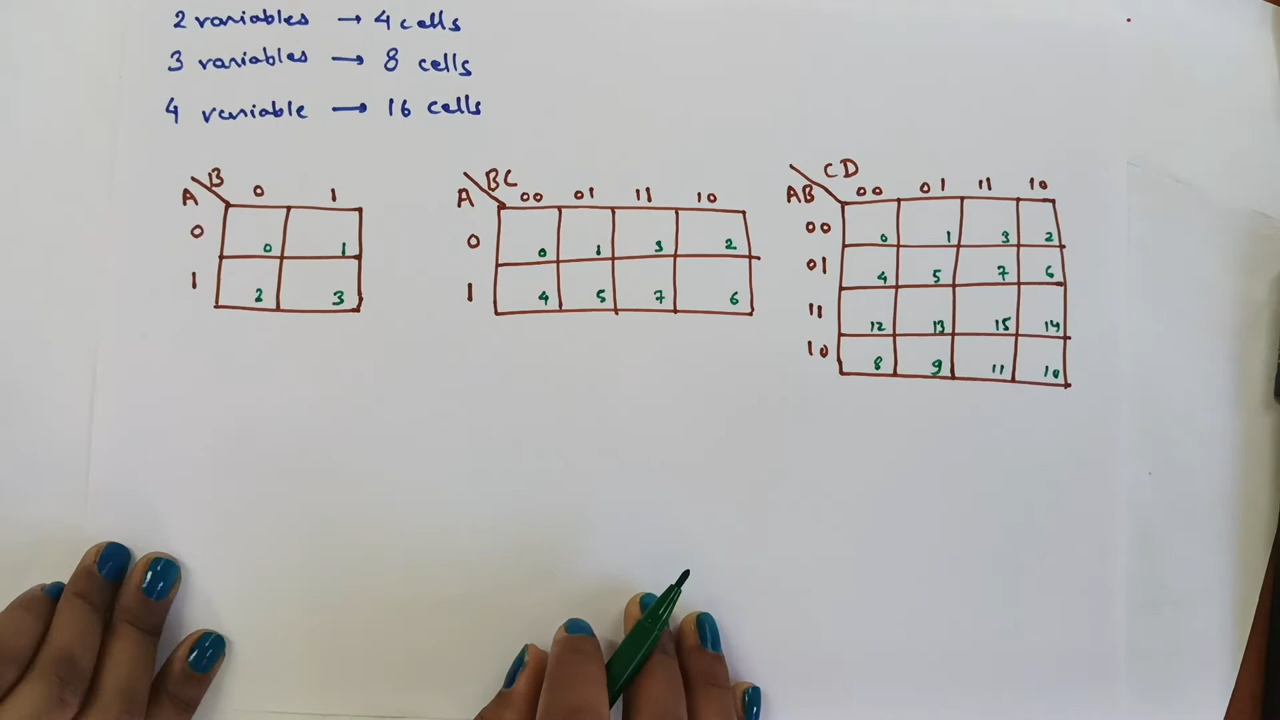 2 variables → 4 cells
3 variables → 8 cells
4 variable → 16 cells
B
A 0 1
0 0 1
1 2 3
BC
A 00 01 11 10
0 0 1 3 2
1 4 5 7 6
CD
AB 00 01 11 10
00 0 1 3 2
01 4 5 7 6
11 12 13 15 14
10 8 9 11 10